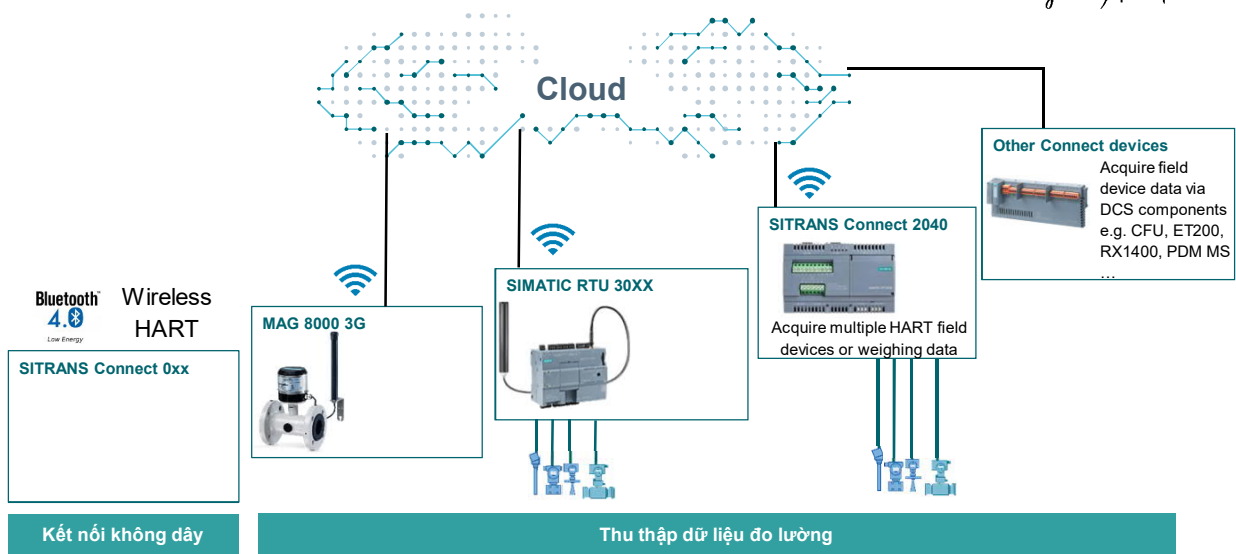 Cloud
Other Connect devices
Acquire field
device data via
DCS components
e.g. CFU, ET200,
RX1400, PDM MS
…
SITRANS Connect 2040
Acquire multiple HART field
devices or weighing data
SIMATIC RTU 30XX
MAG 8000 3G
Bluetooth
4.0
Low Energy
Wireless
HART
SITRANS Connect 0xx
Kết nối không dây
Thu thập dữ liệu đo lường